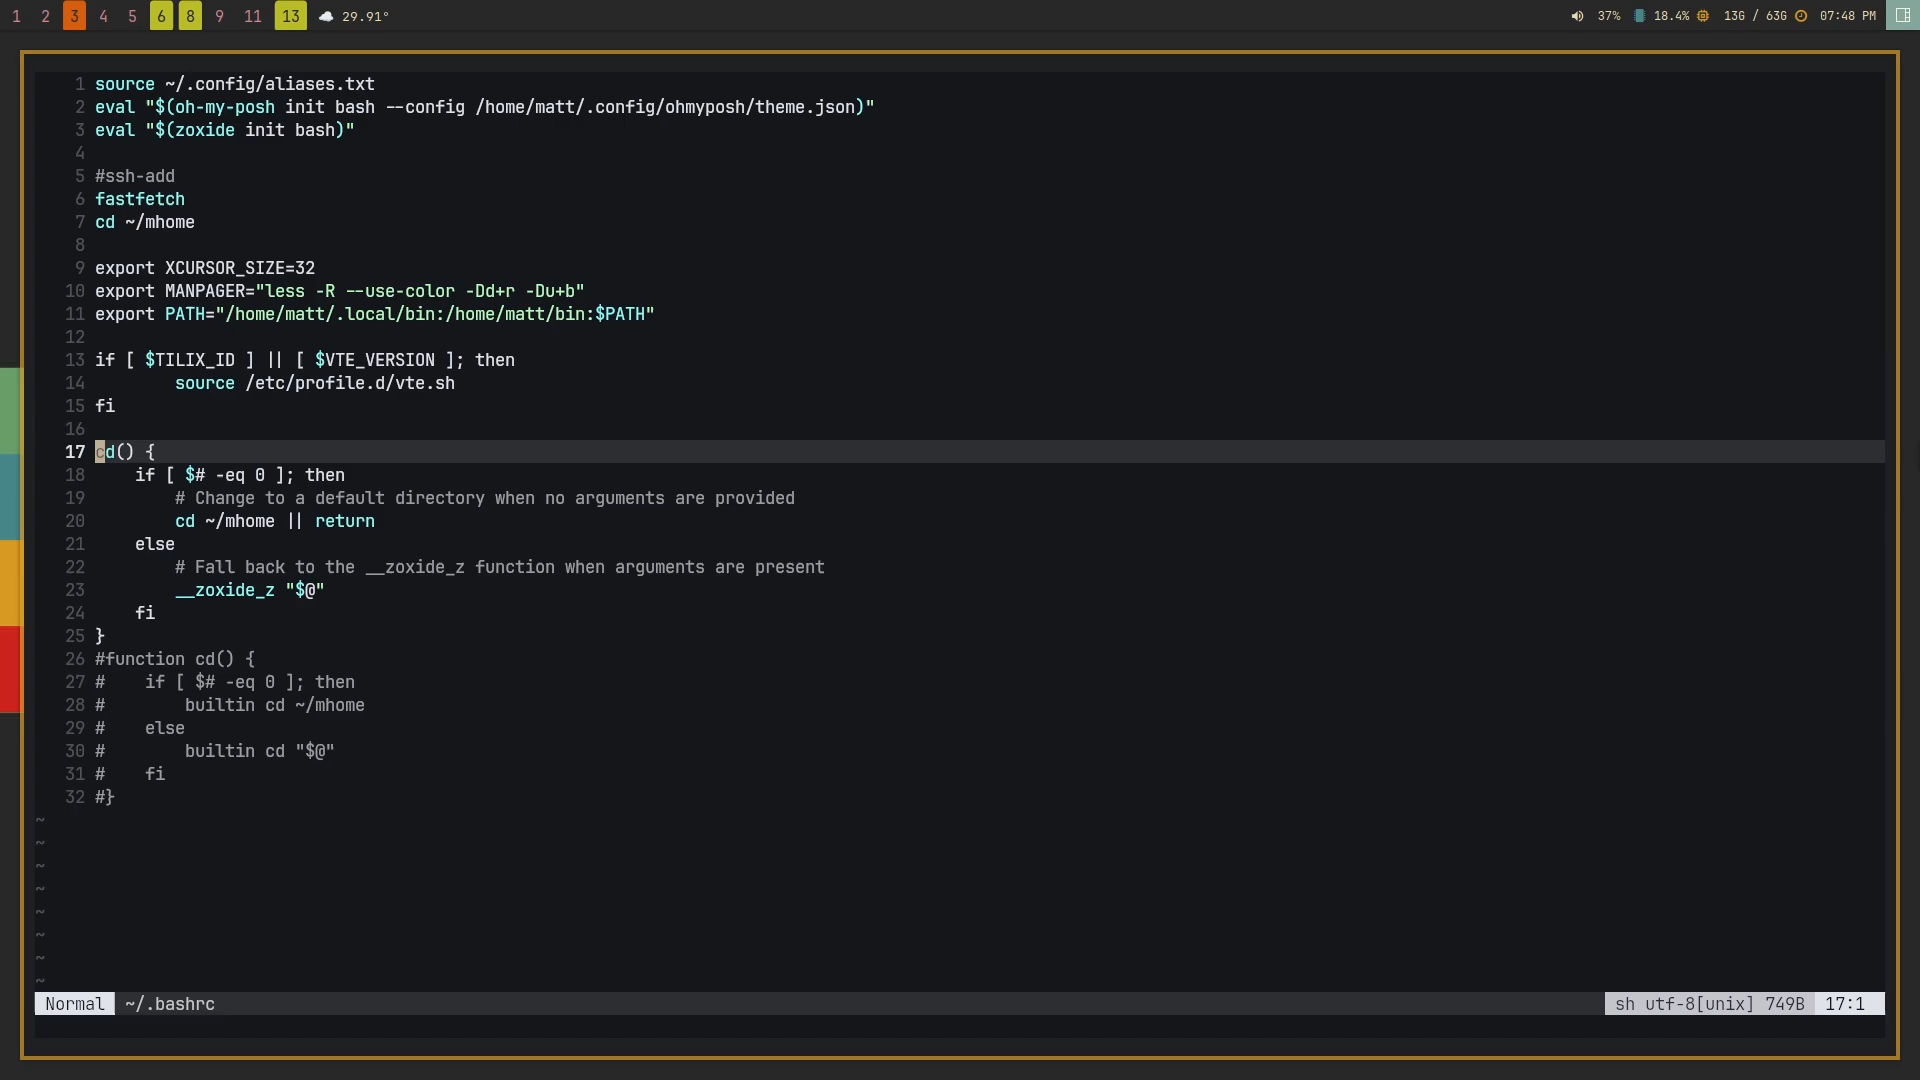 1 2 3 4 5 6 8 9 11 13 29.91° 37% 18.4% 13G / 63G 07:48 PM
1 source ~/.config/aliases.txt
2 eval "$(oh-my-posh init bash --config /home/matt/.config/ohmyposh/theme.json)"
3 eval "$(zoxide init bash)"
4
5 #ssh-add
6 fastfetch
7 cd ~/mhome
8
9 export XCURSOR_SIZE=32
10 export MANPAGER="less -R --use-color -Dd+r -Du+b"
11 export PATH="/home/matt/.local/bin:/home/matt/bin:$PATH"
12
13 if [ $TILIX_ID ] || [ $VTE_VERSION ]; then
14         source /etc/profile.d/vte.sh
15 fi
16
17 cd() {
18     if [ $# -eq 0 ]; then
19         # Change to a default directory when no arguments are provided
20         cd ~/mhome || return
21     else
22         # Fall back to the __zoxide_z function when arguments are present
23         __zoxide_z "$@"
24     fi
25 }
26 #function cd() {
27 #    if [ $# -eq 0 ]; then
28 #        builtin cd ~/mhome
29 #    else
30 #        builtin cd "$@"
31 #    fi
32 #}
~
~
~
~
~
~
~
~
Normal ~/.bashrc sh utf-8[unix] 749B 17:1